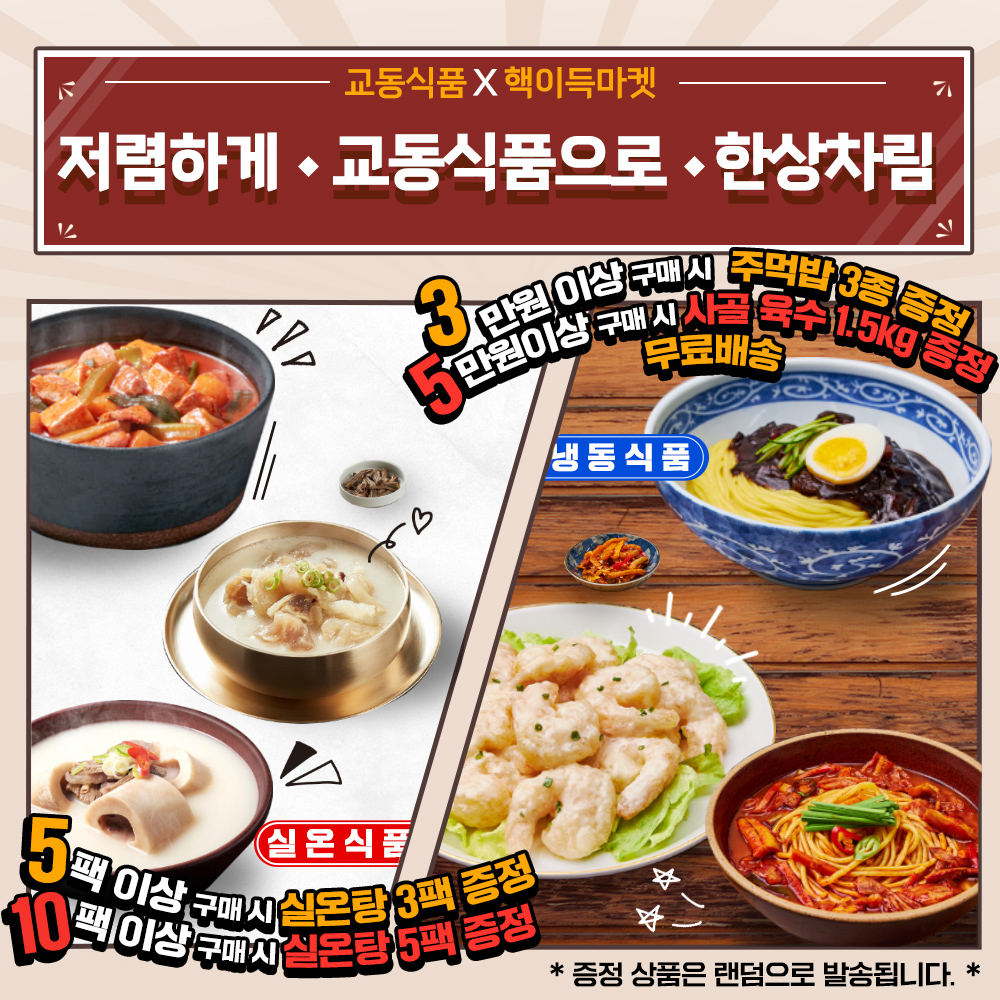 교동식품 X 핵이득마켓
저렴하게 ◆ 교동식품으로 ◆ 한상차림
3만원 이상 구매 시 주먹밥 3종 증정
5만원이상 구매 시 사골 육수 1.5kg 증정
무료배송
냉동식품
실온식품
5팩 이상 구매 시 실온탕 3팩 증정
10팩 이상 구매 시 실온탕 5팩 증정
* 증정 상품은 랜덤으로 발송됩니다. *